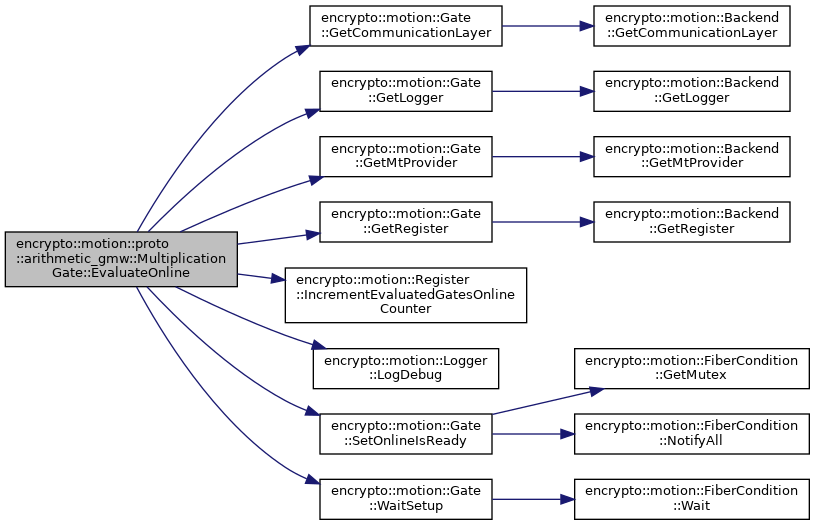 encrypto::motion::proto
::arithmetic_gmw::Multiplication
Gate::EvaluateOnline
encrypto::motion::Gate
::GetCommunicationLayer
encrypto::motion::Backend
::GetCommunicationLayer
encrypto::motion::Gate
::GetLogger
encrypto::motion::Backend
::GetLogger
encrypto::motion::Gate
::GetMtProvider
encrypto::motion::Backend
::GetMtProvider
encrypto::motion::Gate
::GetRegister
encrypto::motion::Backend
::GetRegister
encrypto::motion::Register
::IncrementEvaluatedGatesOnline
Counter
encrypto::motion::Logger
::LogDebug
encrypto::motion::Gate
::SetOnlineIsReady
encrypto::motion::FiberCondition
::GetMutex
encrypto::motion::FiberCondition
::NotifyAll
encrypto::motion::Gate
::WaitSetup
encrypto::motion::FiberCondition
::Wait